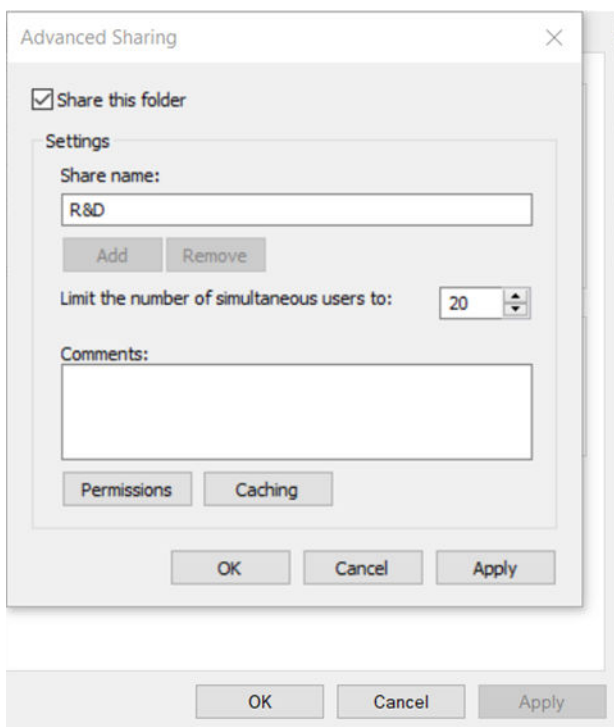 Advanced Sharing
Share this folder
Settings
Share name:
R&D
Add Remove
Limit the number of simultaneous users to: 20
Comments:
Permissions Caching
OK Cancel Apply
OK Cancel Apply